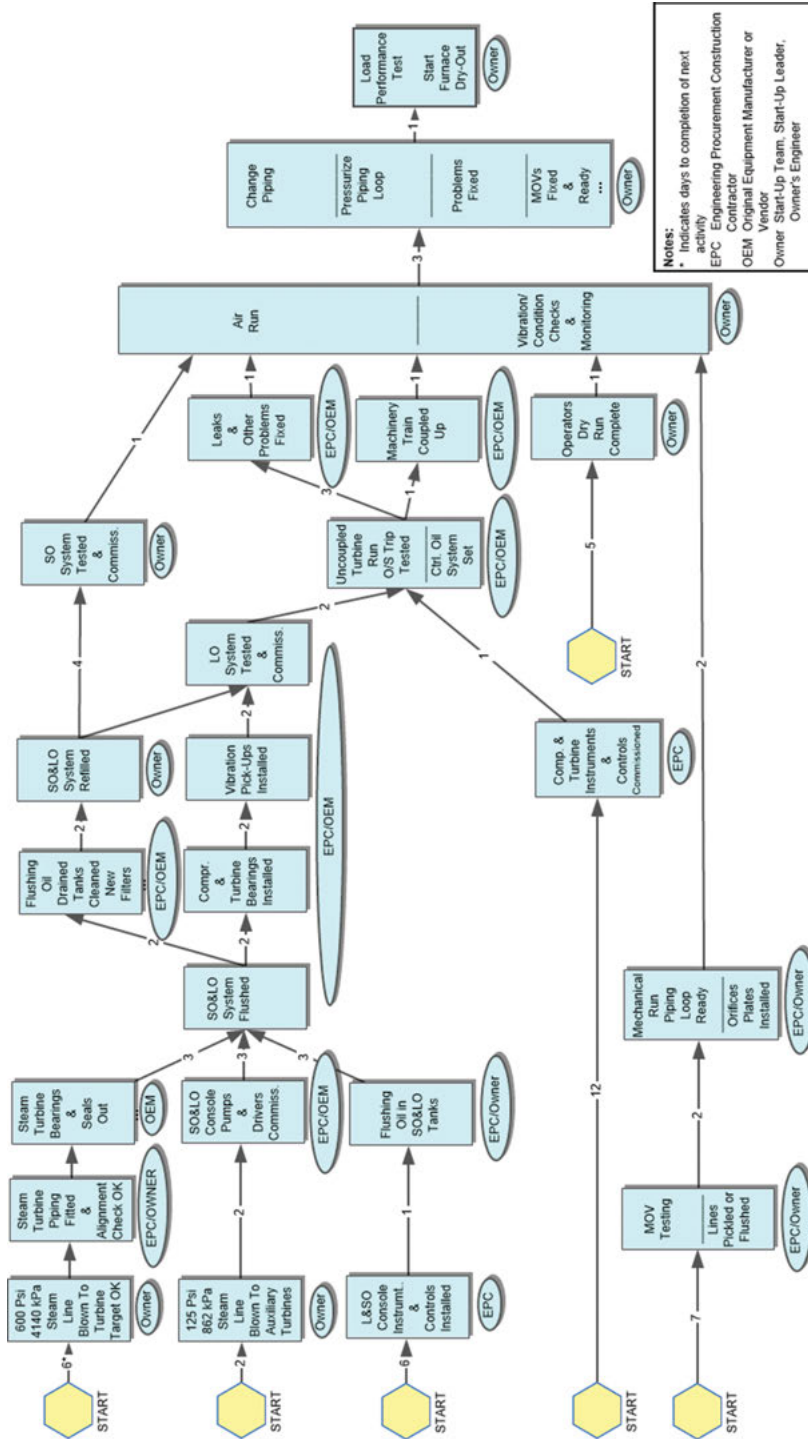 6*
START
600 Psi
4140 kPa
Steam
Line
Blown To
Turbine
Target OK
Owner
Steam
Turbine
Piping
Fitted
&
Alignment
Check OK
EPC/OWNER
Steam
Turbine
Bearings
&
Seals
Out
OEM
3
2
START
125 Psi
862 kPa
Steam
Line
Blown To
Auxiliary
Turbines
Owner
2
SO&LO
Console
Pumps
&
Drivers
Commiss.
EPC/OEM
3
6
START
L&SO
Console
Instrumt..
&
Controls
Installed
EPC
1
Flushing
Oil in
SO&LO
Tanks
EPC/Owner
3
SO&LO
System
Flushed
2
Flushing
Oil
Drained
Tanks
Cleaned
New
Filters
...
EPC/OEM
2
SO&LO
System
Refilled
Owner
4
SO
System
Tested
&
Commiss.
Owner
1
2
Compr.
&
Turbine
Bearings
Installed
2
Vibration
Pick-Ups
Installed
2
LO
System
Tested
&
Commiss.
EPC/OEM
2
START
12
Comp. &
Turbine
Instruments
&
Controls
Commissioned
EPC
1
Uncoupled
Turbine
Run
O/S Trip
Tested
Ctrl. Oil
System
Set
EPC/OEM
3
Leaks
&
Other
Problems
Fixed
EPC/OEM
1
1
Machinery
Train
Coupled
Up
EPC/OEM
1
START
5
Operators
Dry
Run
Complete
Owner
1
7
START
MOV
Testing
Lines
Pickled or
Flushed
EPC/Owner
2
Mechanical
Run
Piping
Loop
Ready
Orifices
Plates
Installed
EPC/Owner
2
Air
Run
Vibration/
Condition
Checks
&
Monitoring
Owner
3
Change
Piping
Pressurize
Piping
Loop
Problems
Fixed
MOVs
Fixed
&
Ready
...
Owner
1
Load
Performance
Test
Start
Furnace
Dry-Out
Owner
Notes:
* Indicates days to completion of next
activity
EPC Engineering Procurement Construction
Contractor
OEM Original Equipment Manufacturer or
Vendor
Owner Start-Up Team, Start-Up Leader,
Owner's Engineer